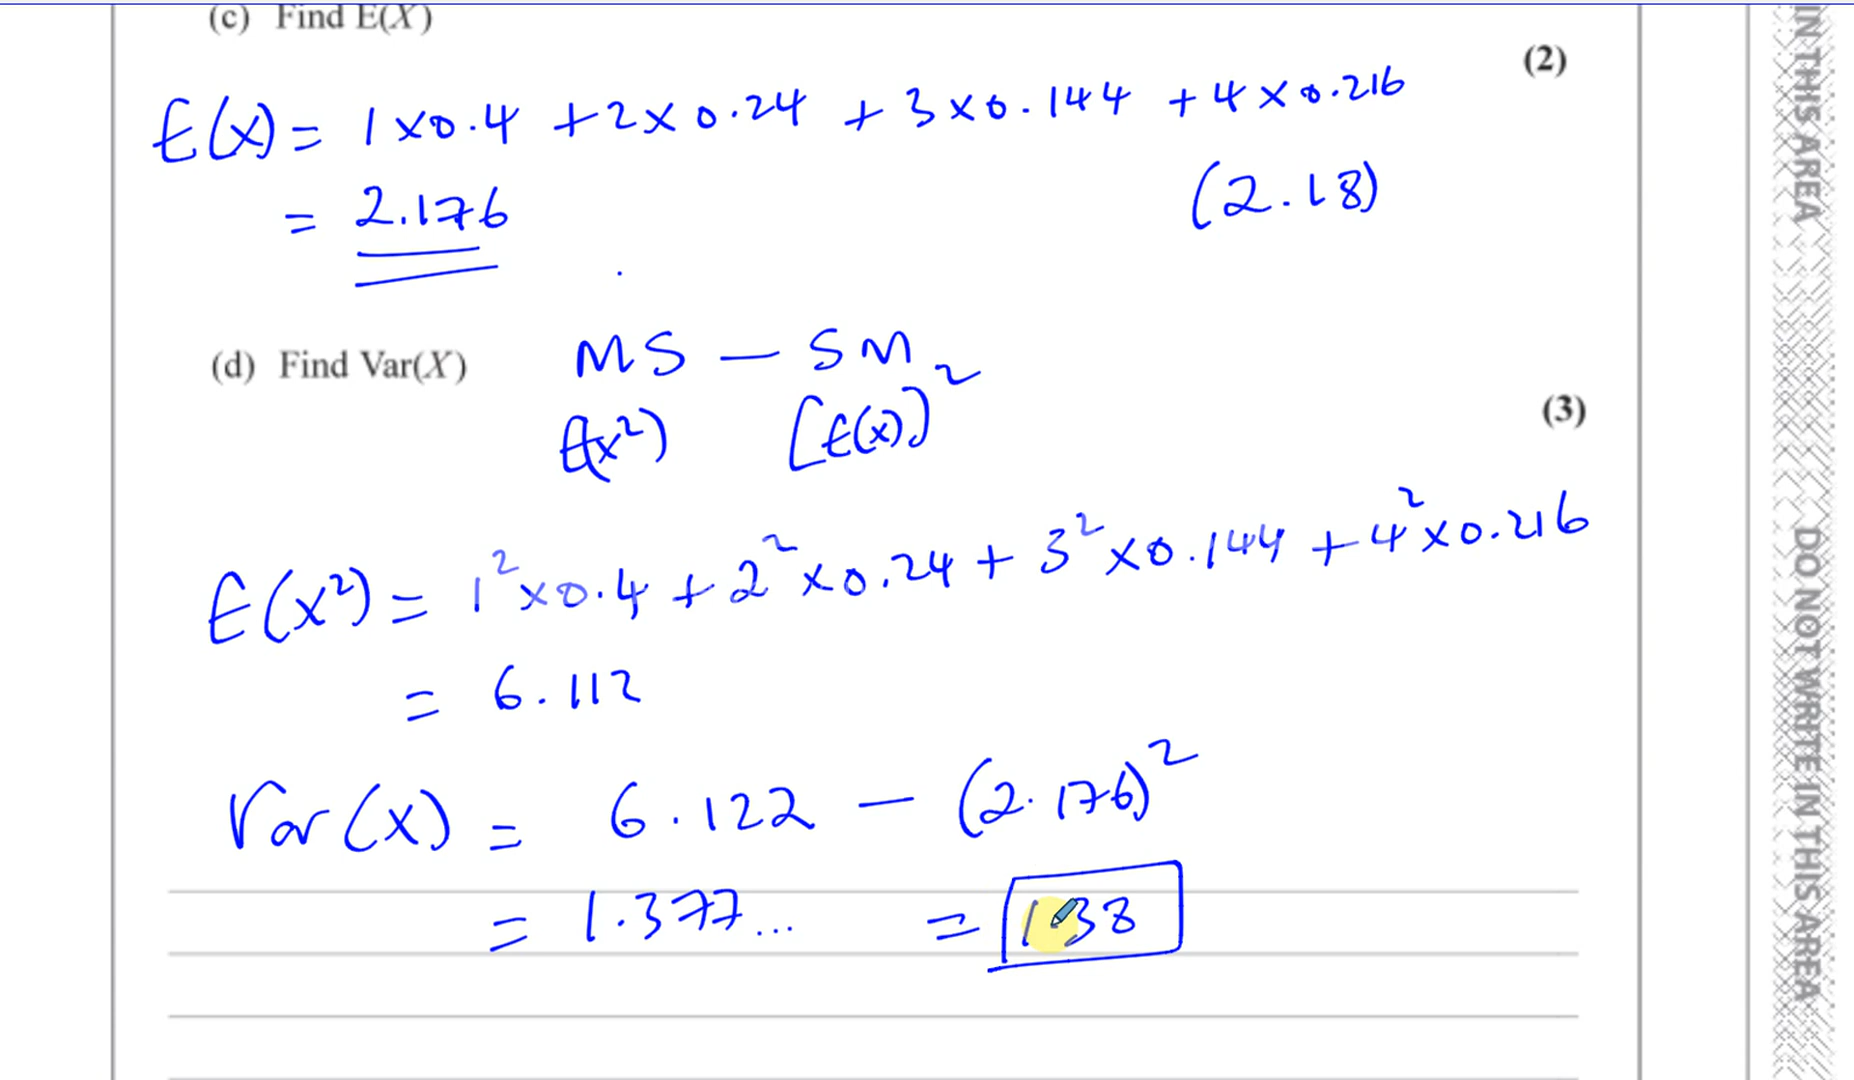 (c) Find E(X)
(2)
E(x) = 1 x 0.4 + 2 x 0.24 + 3 x 0.144 + 4 x 0.216
= 2.176
(2.18)
(d) Find Var(X)
MS — SM
(3)
E(x²) [E(x)]²
E(x²) = 1² x 0.4 + 2² x 0.24 + 3² x 0.144 + 4² x 0.216
= 6.112
Var(x) = 6.122 — (2.176)²
= 1.377... = 1.38
IN THIS AREA
DO NOT WRITE IN THIS AREA